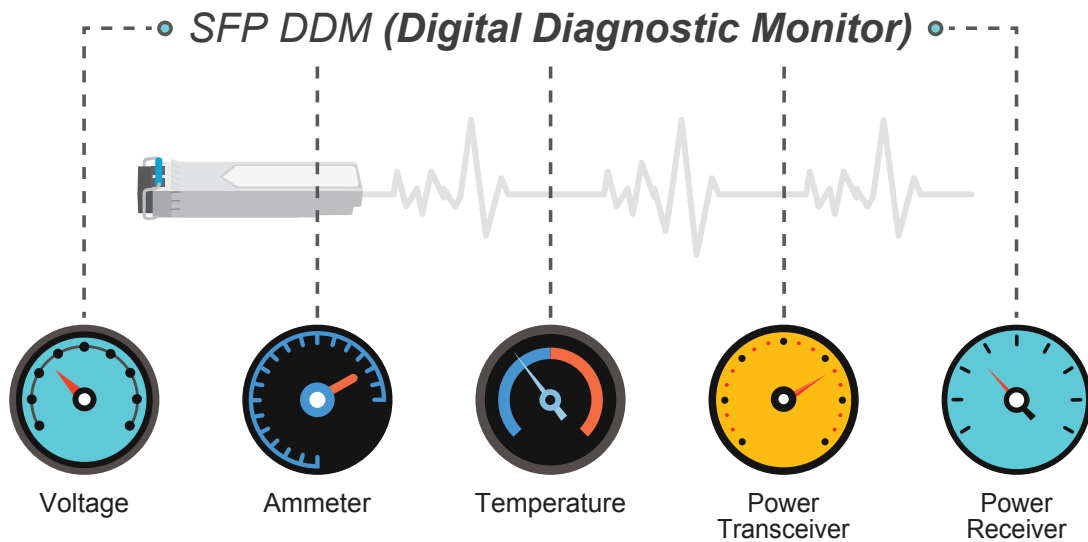 SFP DDM (Digital Diagnostic Monitor)
Voltage
Ammeter
Temperature
Power
Transceiver
Power
Receiver